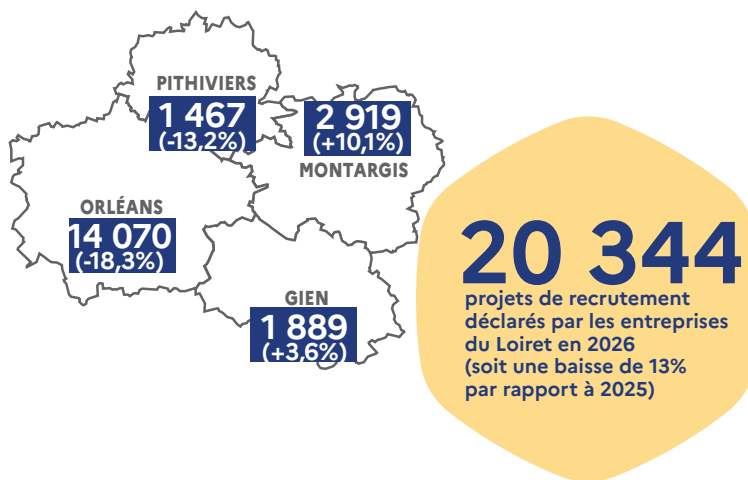 PITHIVIERS
1 467
(-13,2%)
2 919
(+10,1%)
MONTARGIS
ORLÉANS
14 070
(-18,3%)
GIEN
1 889
(+3,6%)
20 344
projets de recrutement
déclarés par les entreprises
du Loiret en 2026
(soit une baisse de 13%
par rapport à 2025)